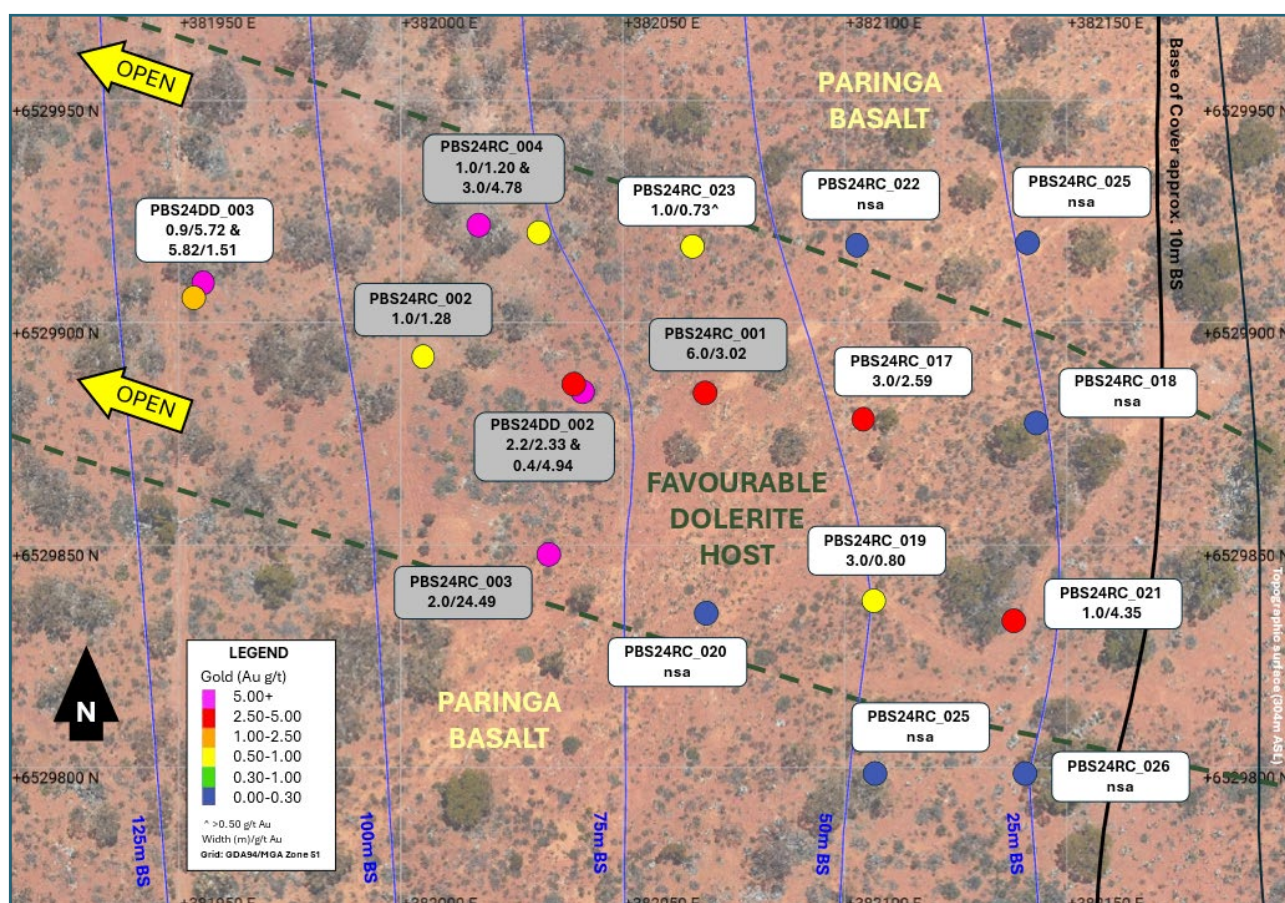 +381950 E
+382000 E
+382050 E
+382100 E
+382150 E
OPEN
+6529950 N
PARINGA
BASALT
+6529950 N
Base of Cover approx. 10m BS
PBS24RC_004
1.0/1.20 &
3.0/4.78
PBS24RC_023
1.0/0.73^
PBS24RC_022
nsa
PBS24RC_025
nsa
PBS24DD_003
0.9/5.72 &
5.82/1.51
PBS24RC_002
1.0/1.28
+6529900 N
PBS24RC_001
6.0/3.02
+6529900 N
PBS24RC_017
3.0/2.59
PBS24RC_018
nsa
OPEN
PBS24DD_002
2.2/2.33 &
0.4/4.94
FAVOURABLE
DOLERITE
HOST
+6529850 N
PBS24RC_019
3.0/0.80
+6529850 N
PBS24RC_003
2.0/24.49
PBS24RC_021
1.0/4.35
Topographic surface (304m ASL)
PBS24RC_020
nsa
LEGEND
Gold (Au g/t)
5.00+
2.50-5.00
1.00-2.50
0.50-1.00
0.30-1.00
0.00-0.30
^ >0.50 g/t Au
Width (m)/g/t Au
Grid: GDA94/MGA Zone 51
N
PARINGA
BASALT
PBS24RC_025
nsa
PBS24RC_026
nsa
+6529800 N
+6529800 N
125m BS
100m BS
75m BS
50m BS
25m BS
+381950 E
+382000 E
+382050 E
+382100 E
+382150 E